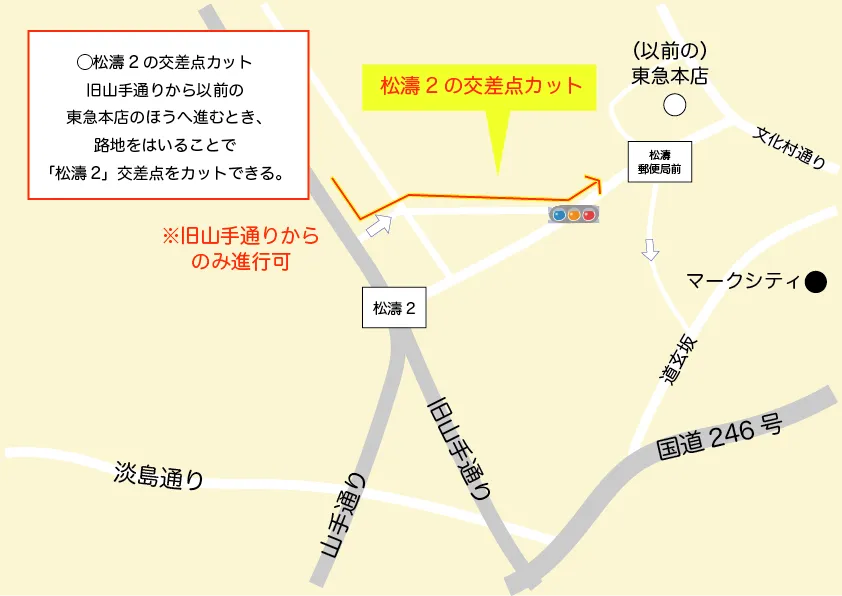 ◯松濤2の交差点カット
旧山手通りから以前の
東急本店のほうへ進むとき、
路地をはいることで
「松濤2」交差点をカットできる。
松濤2の交差点カット
(以前の)
東急本店
文化村通り
松濤
郵便局前
※旧山手通りから
のみ進行可
マークシティ
松濤2
道玄坂
旧山手通り
国道246号
淡島通り
山手通り